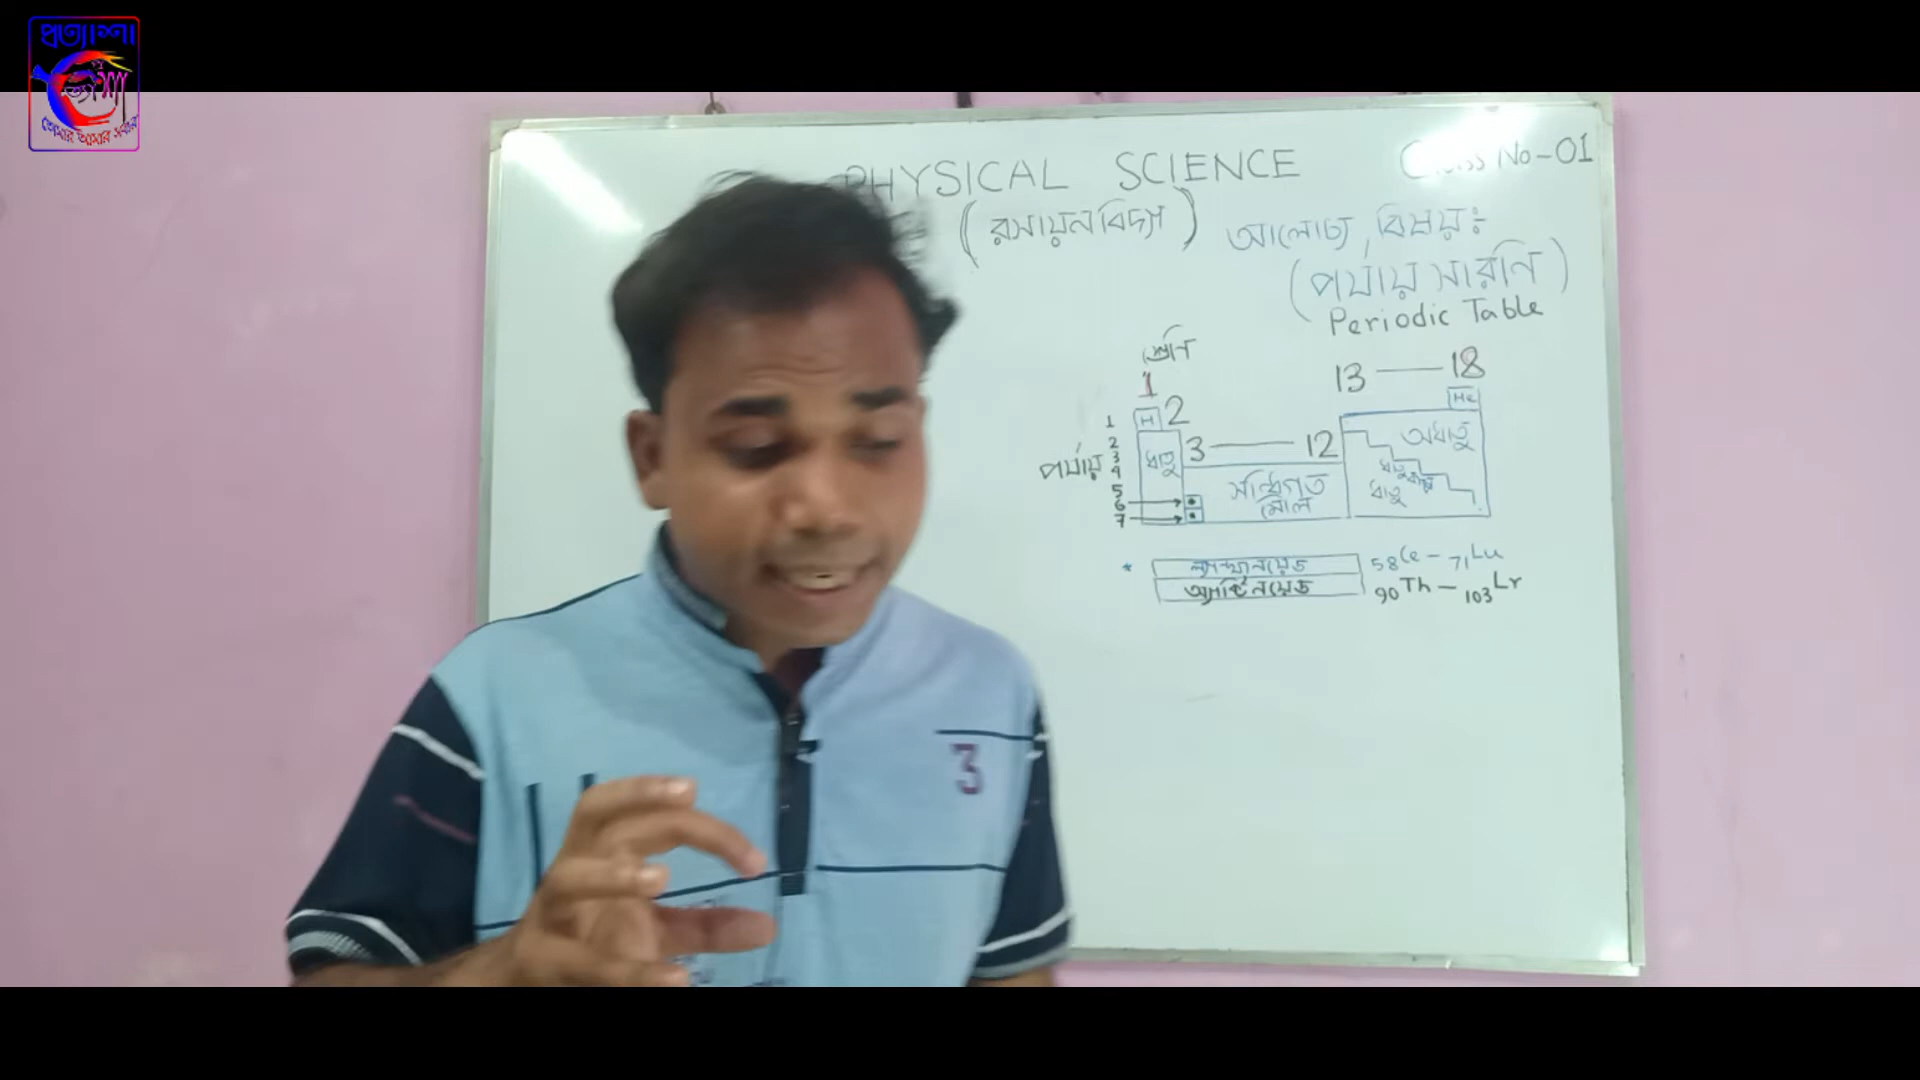 প্রত্যাশা
PHYSICAL SCIENCE
Class No-01
(রসায়নবিদ্যা)
আলোচ্য বিষয়ঃ
(পর্যায় সারণি)
Periodic Table
শ্রেণি
1
13 — 18
H 2
He
3 — 12
পর্যায়
1
2
3
4
5
6
7
ধাতু
সন্ধিগত মৌল
অধাতু
ধাতুকল্প
ধাতু
* ল্যান্থানয়েড 58Ce - 71Lu
অ্যাক্টিনয়েড 90Th - 103Lr
3